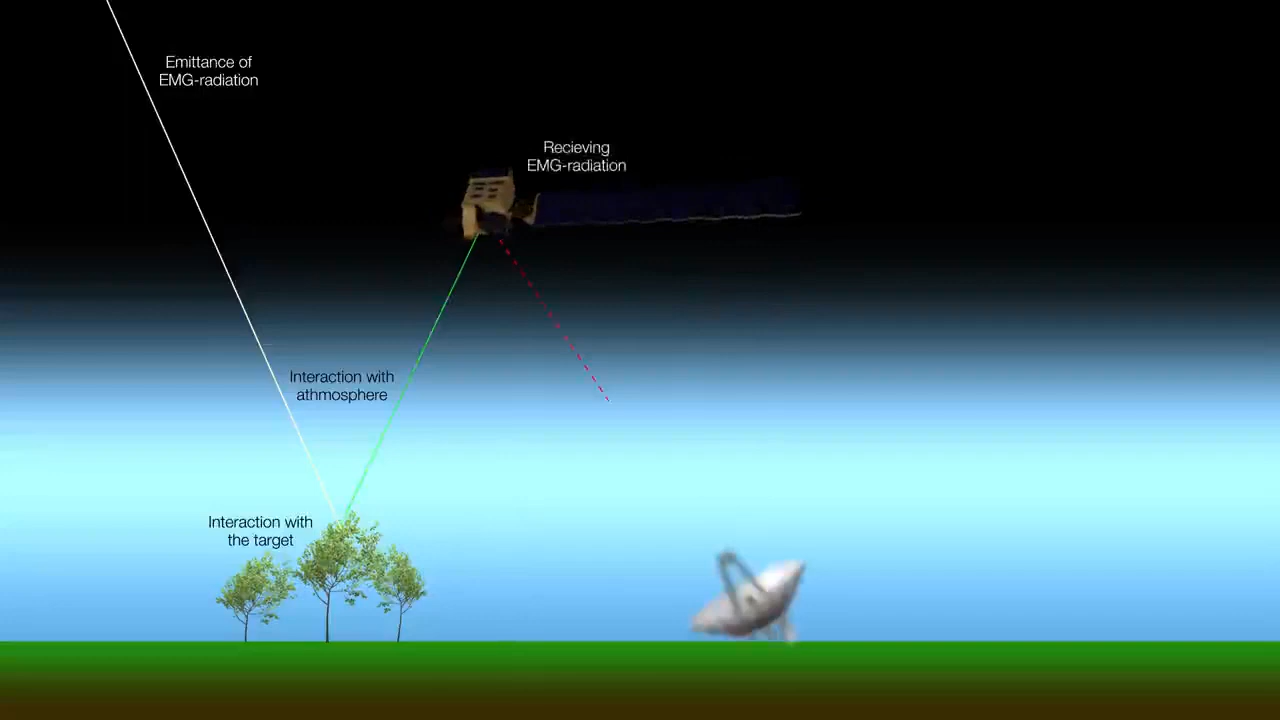 Emittance of
EMG-radiation
Recieving
EMG-radiation
Interaction with
athmosphere
Interaction with
the target